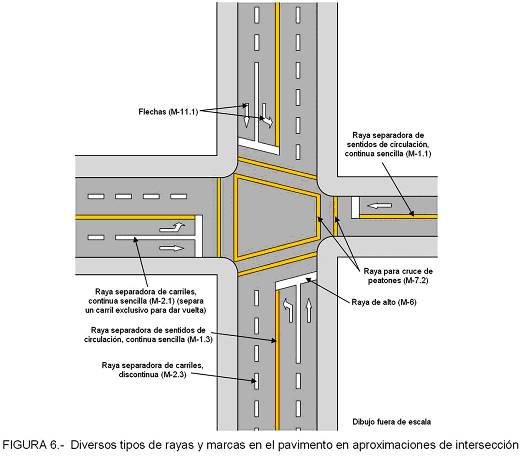 Flechas (M-11.1)
Raya separadora de
sentidos de circulación,
continua sencilla (M-1.1)
Raya separadora de carriles,
continua sencilla (M-2.1) (separa
un carril exclusivo para dar vuelta)
Raya para cruce de
peatones (M-7.2)
Raya de alto (M-6)
Raya separadora de sentidos de
circulación, continua sencilla (M-1.3)
Raya separadora de carriles,
discontinua (M-2.3)
Dibujo fuera de escala
FIGURA 6.- Diversos tipos de rayas y marcas en el pavimento en aproximaciones de intersección